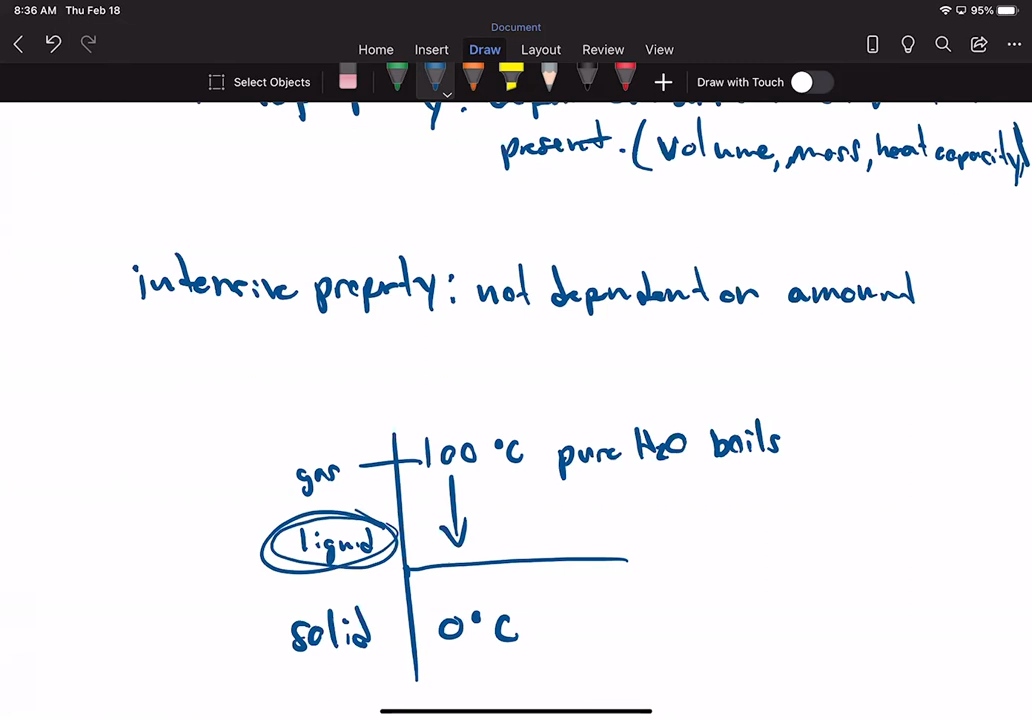 8:36 AM Thu Feb 18
95%
Document
Home Insert Draw Layout Review View
Select Objects
Draw with Touch
property:
present. (volume, mass, heat capacity)
intensive property: not dependent on amount
gas 100 °C pure H₂O boils
liquid
solid 0°C